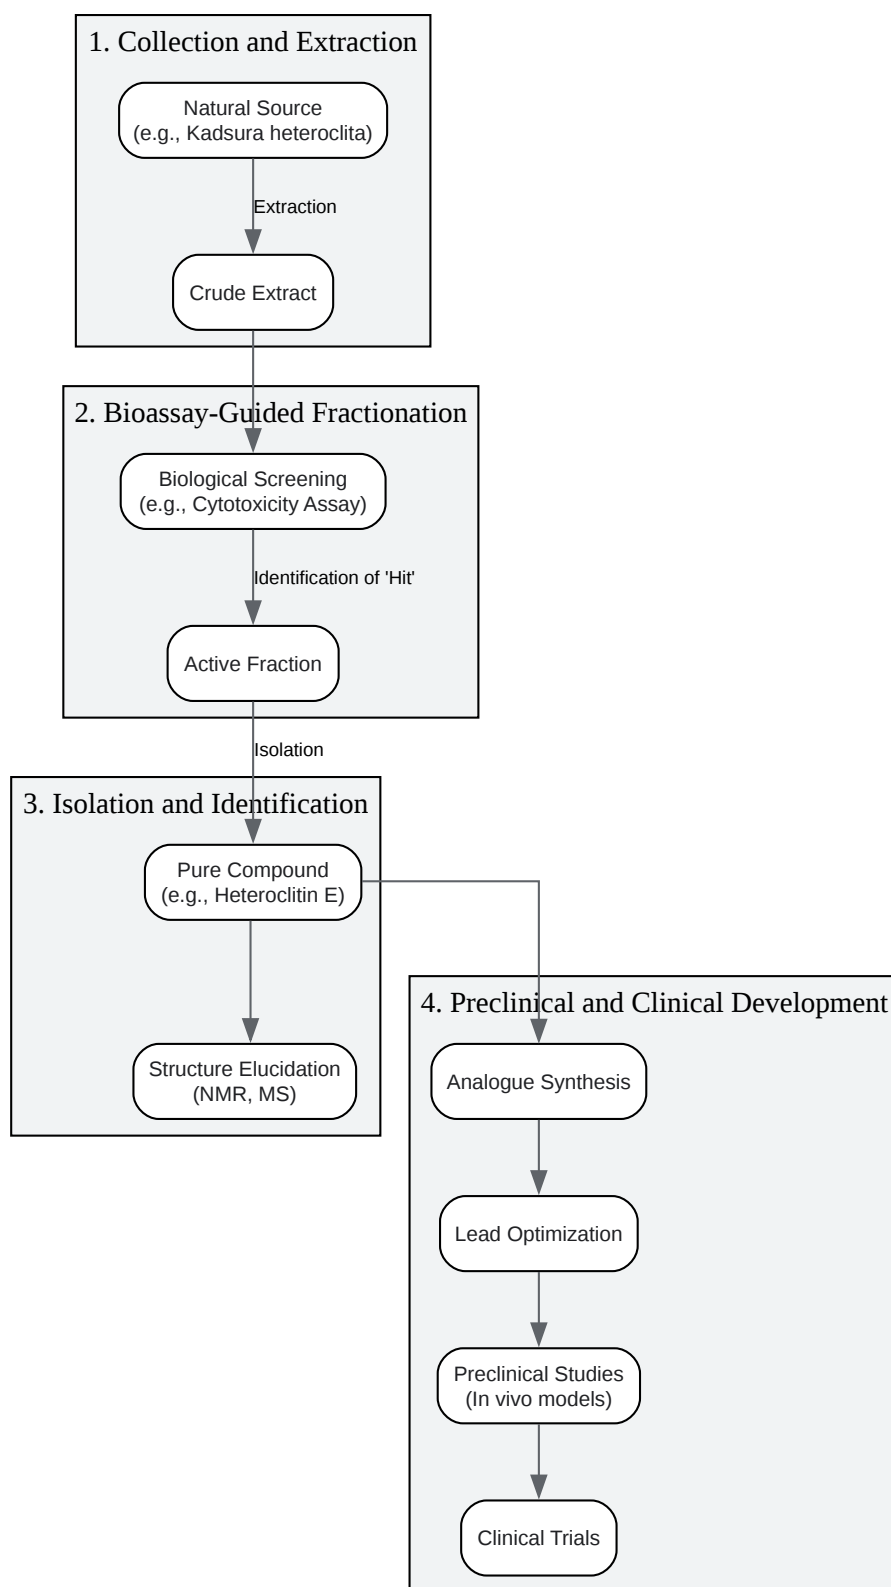 1. Collection and Extraction
Natural Source
(e.g., Kadsura heteroclita)
Extraction
Crude Extract
2. Bioassay-Guided Fractionation
Biological Screening
(e.g., Cytotoxicity Assay)
Identification of 'Hit'
Active Fraction
Isolation
3. Isolation and Identification
Pure Compound
(e.g., Heteroclitin E)
Structure Elucidation
(NMR, MS)
4. Preclinical and Clinical Development
Analogue Synthesis
Lead Optimization
Preclinical Studies
(In vivo models)
Clinical Trials